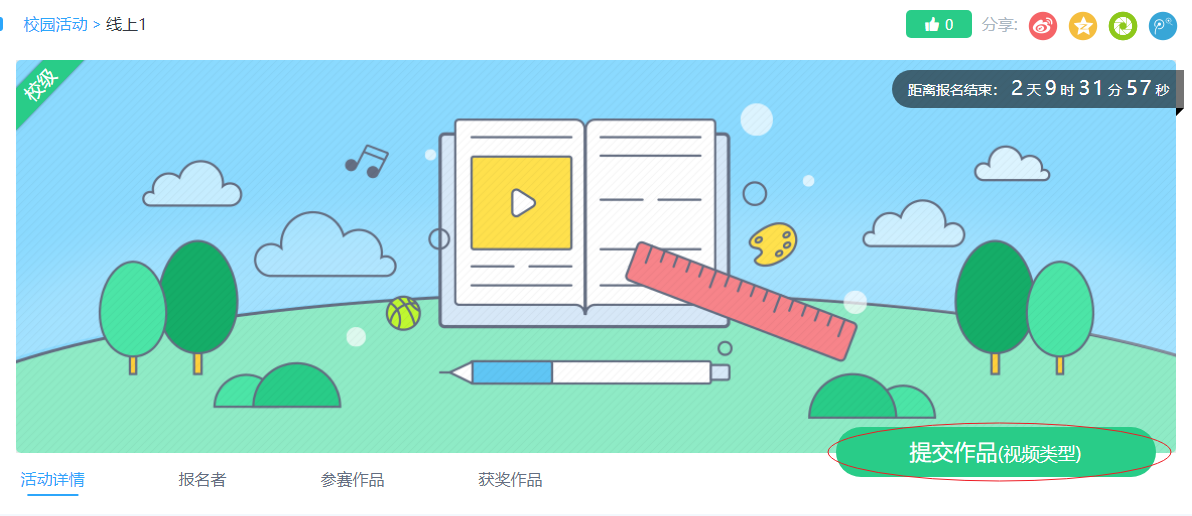 校园活动 > 线上1
0 分享:
校级
距离报名结束: 2 天 9 时 31 分 57 秒
提交作品(视频类型)
活动详情 报名者 参赛作品 获奖作品